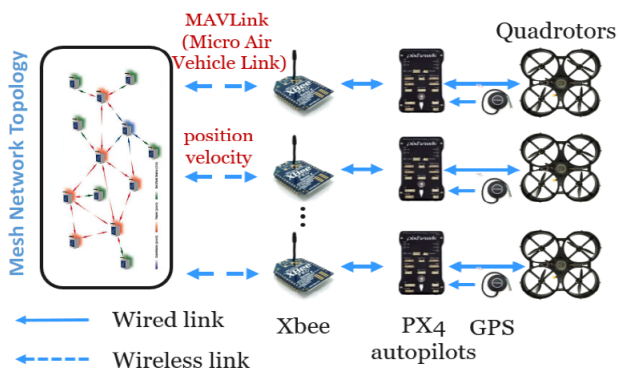 MAVLink
(Micro Air
Vehicle Link)
Quadrotors
Mesh Network Topology
position
velocity
Wired link
Wireless link
Xbee
PX4
autopilots
GPS